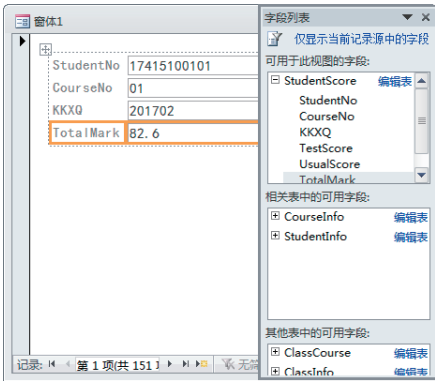 窗体1
StudentNo 17415100101
CourseNo 01
KKXQ 201702
TotalMark 82.6
记录: 第 1 项(共 151 无筛
字段列表
仅显示当前记录源中的字段
可用于此视图的字段:
StudentScore 编辑表
StudentNo
CourseNo
KKXQ
TestScore
UsualScore
TotalMark
相关表中的可用字段:
CourseInfo 编辑表
StudentInfo 编辑表
其他表中的可用字段:
ClassCourse 编辑表
ClassInfo 编辑表